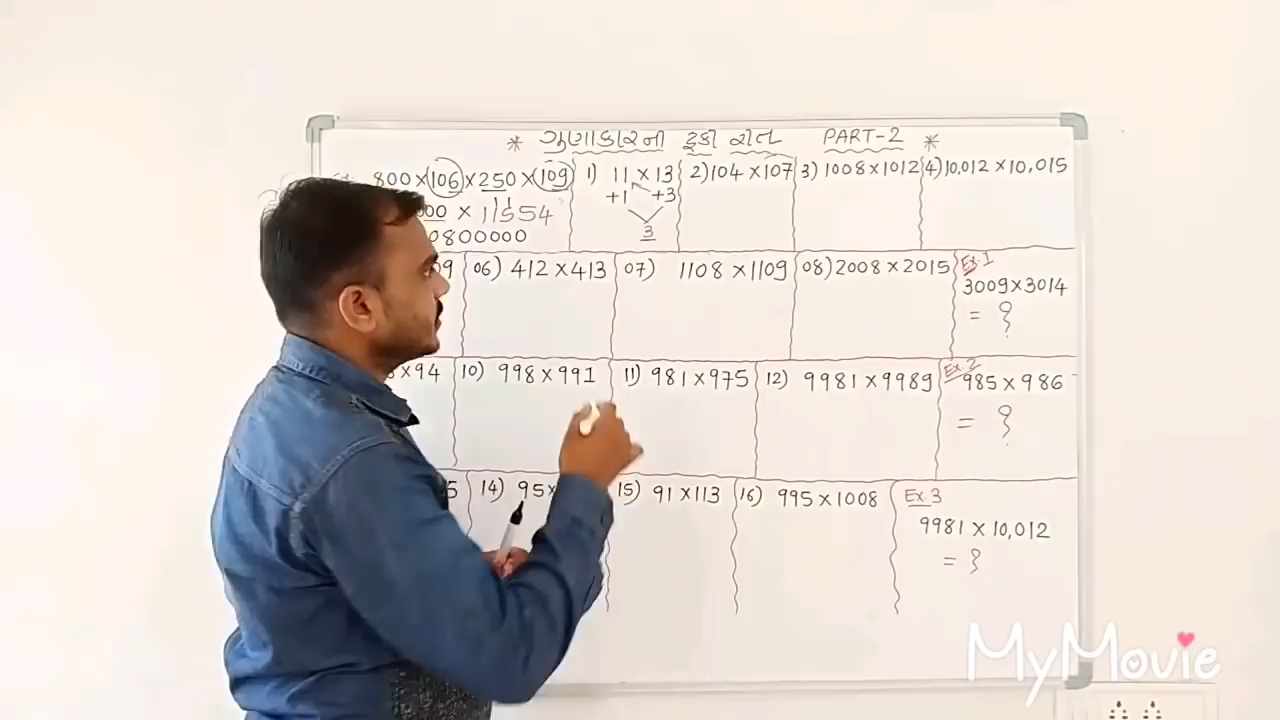 * ગુણાકારની ટૂંકી રીત PART-2 *
800 × 106 × 250 × 109
00 × 11554
0800000
1) 11 × 13
+1 +3
3
2) 104 × 107
3) 1008 × 1012
4) 10,012 × 10,015
09
06) 412 × 413
07) 1108 × 1109
08) 2008 × 2015
Ex.1
3009 × 3014
= ?
× 94
10) 998 × 991
11) 981 × 975
12) 9981 × 9989
Ex 2
985 × 986
= ?
5
14) 95 ×
15) 91 × 113
16) 995 × 1008
Ex.3
9981 × 10,012
= ?
MyMovie